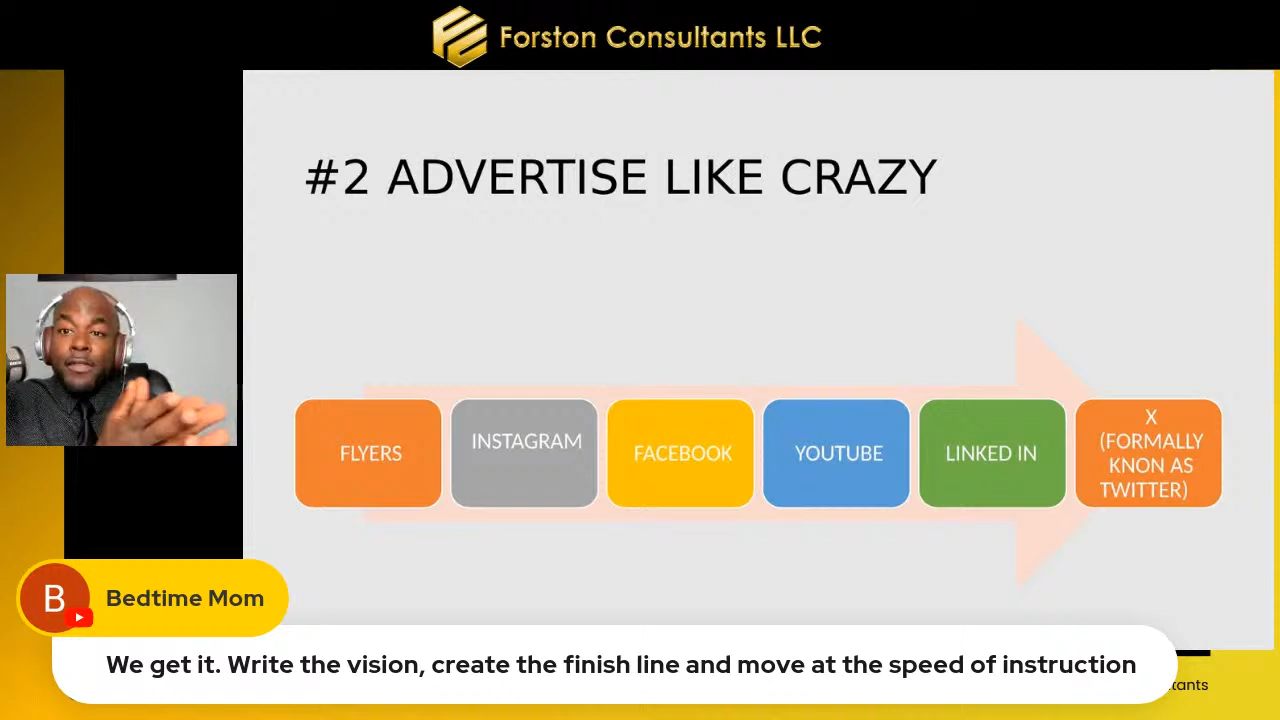 Forston Consultants LLC
#2 ADVERTISE LIKE CRAZY
FLYERS
INSTAGRAM
FACEBOOK
YOUTUBE
LINKED IN
X
(FORMALLY
KNON AS
TWITTER)
B
Bedtime Mom
We get it. Write the vision, create the finish line and move at the speed of instruction